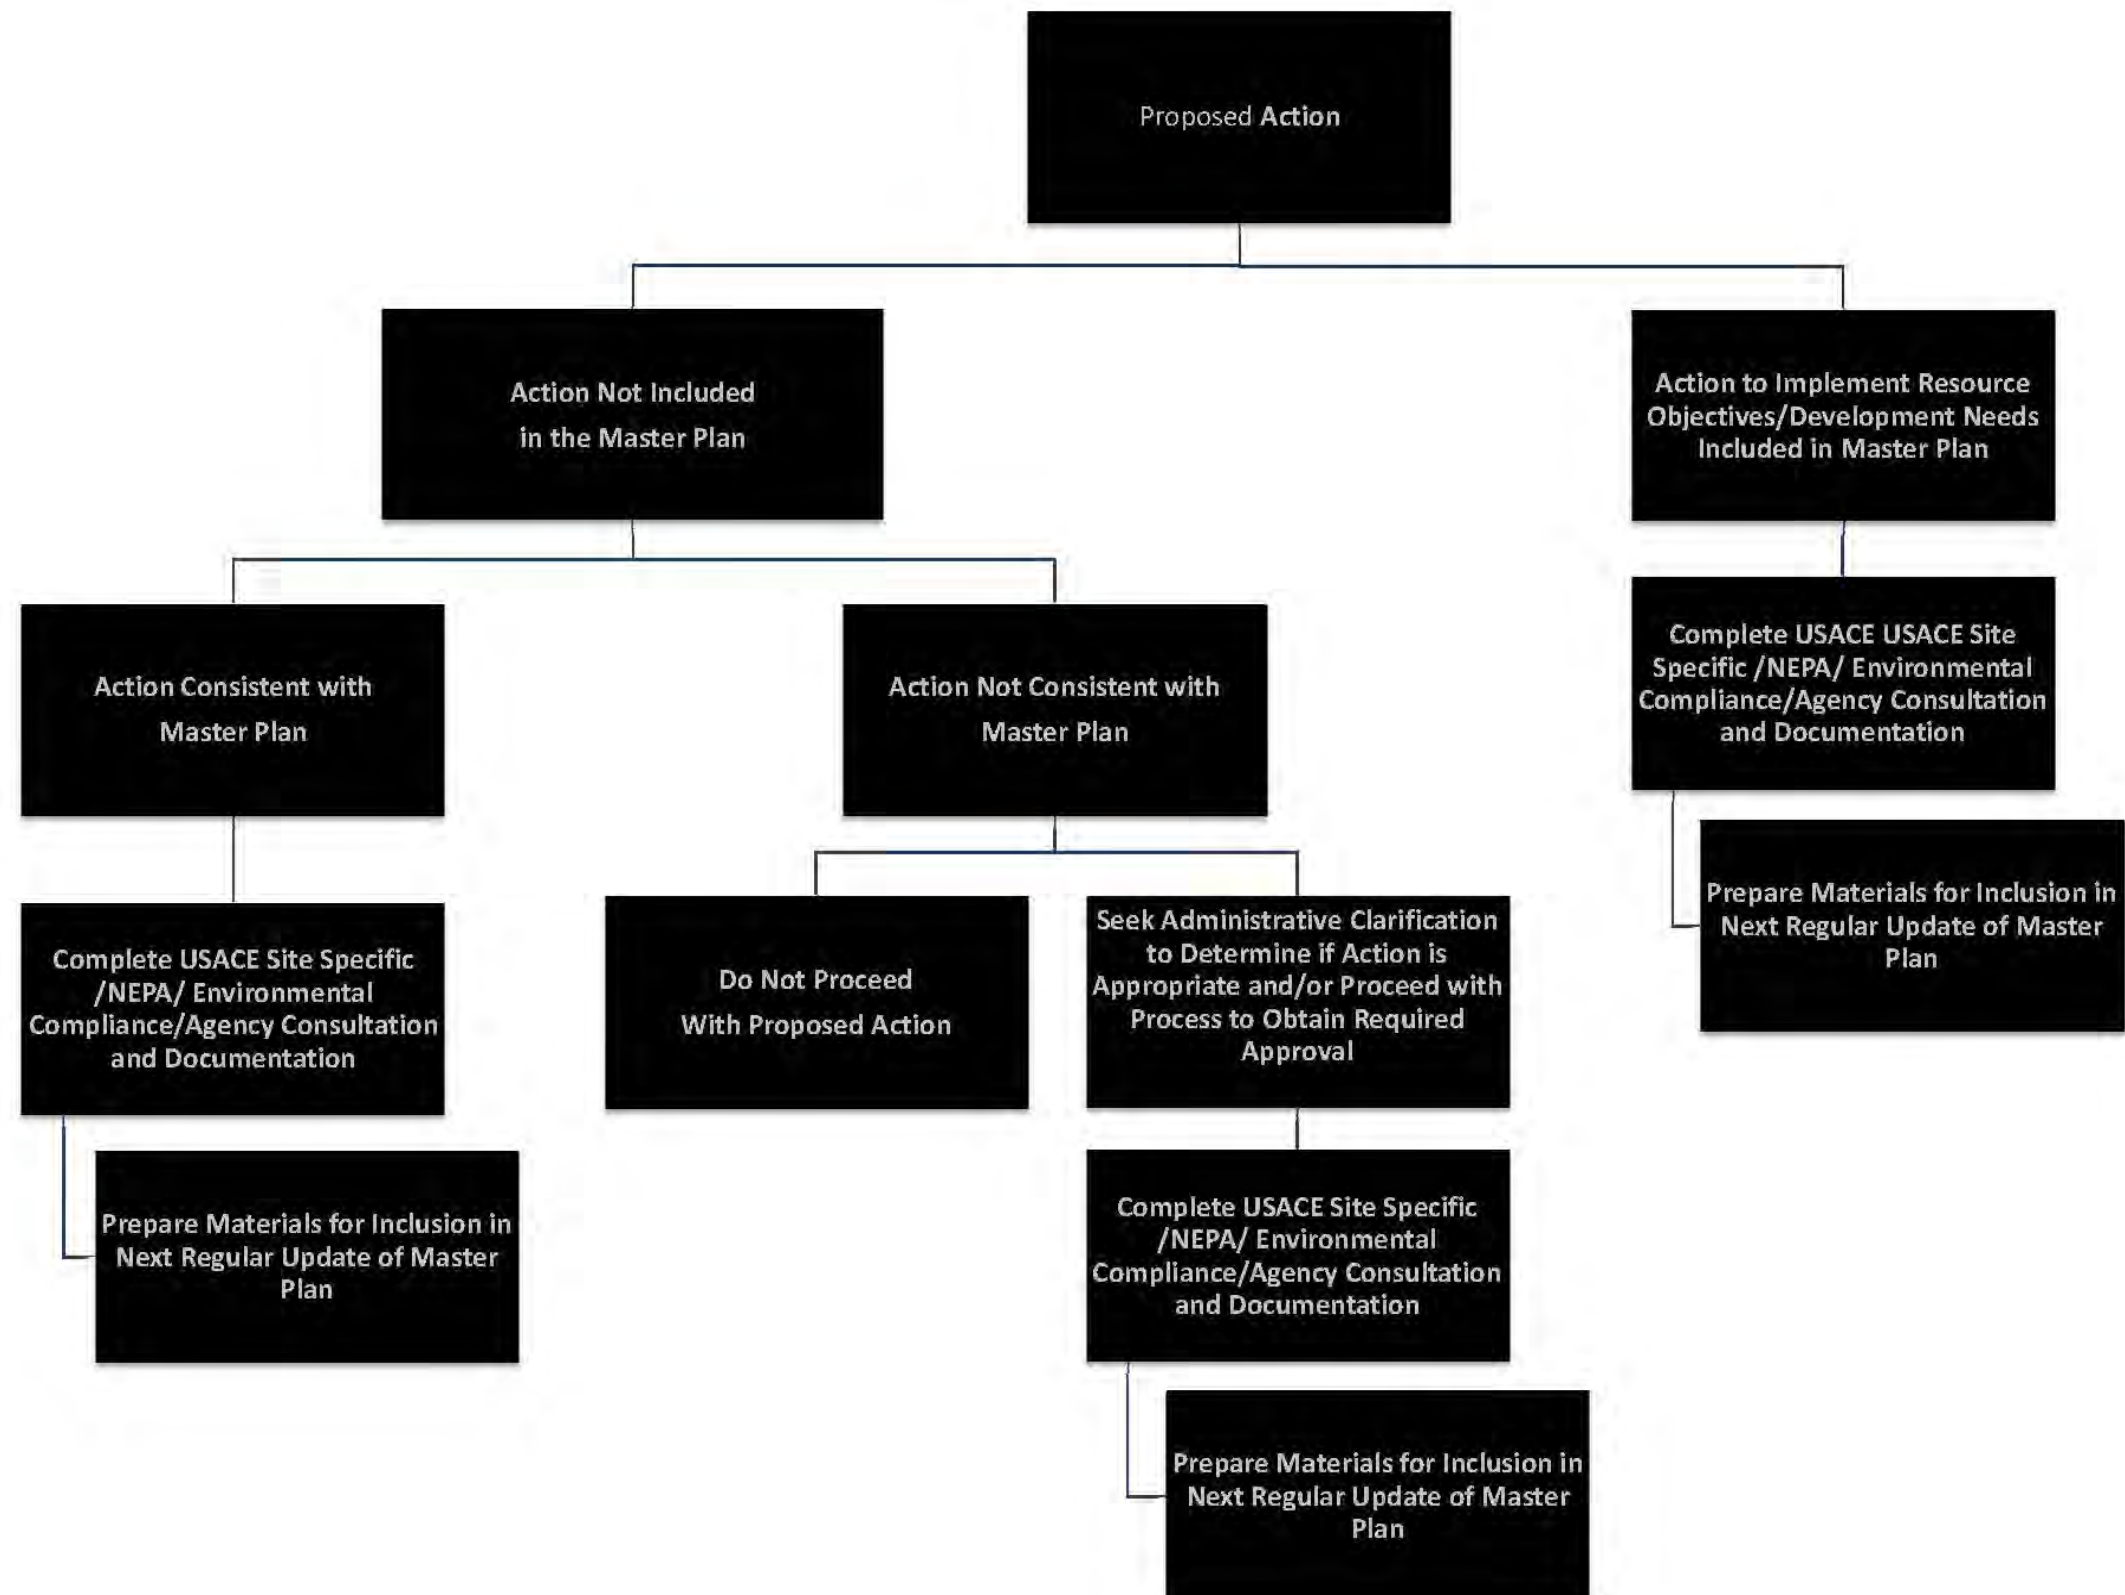 Proposed Action
Action Not Included
in the Master Plan
Action to Implement Resource
Objectives/Development Needs
Included in Master Plan
Action Consistent with
Master Plan
Action Not Consistent with
Master Plan
Complete USACE USACE Site
Specific /NEPA/ Environmental
Compliance/Agency Consultation
and Documentation
Prepare Materials for Inclusion in
Next Regular Update of Master
Plan
Complete USACE Site Specific
/NEPA/ Environmental
Compliance/Agency Consultation
and Documentation
Do Not Proceed
With Proposed Action
Seek Administrative Clarification
to Determine if Action is
Appropriate and/or Proceed with
Process to Obtain Required
Approval
Prepare Materials for Inclusion in
Next Regular Update of Master
Plan
Complete USACE Site Specific
/NEPA/ Environmental
Compliance/Agency Consultation
and Documentation
Prepare Materials for Inclusion in
Next Regular Update of Master
Plan